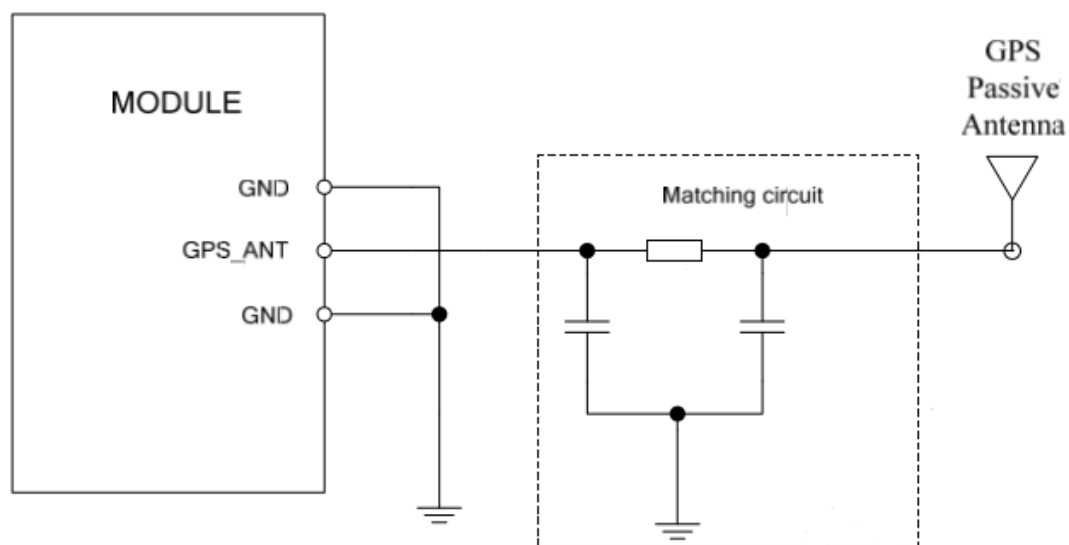 GPS
Passive
Antenna
MODULE
GND
Matching circuit
GPS_ANT
GND